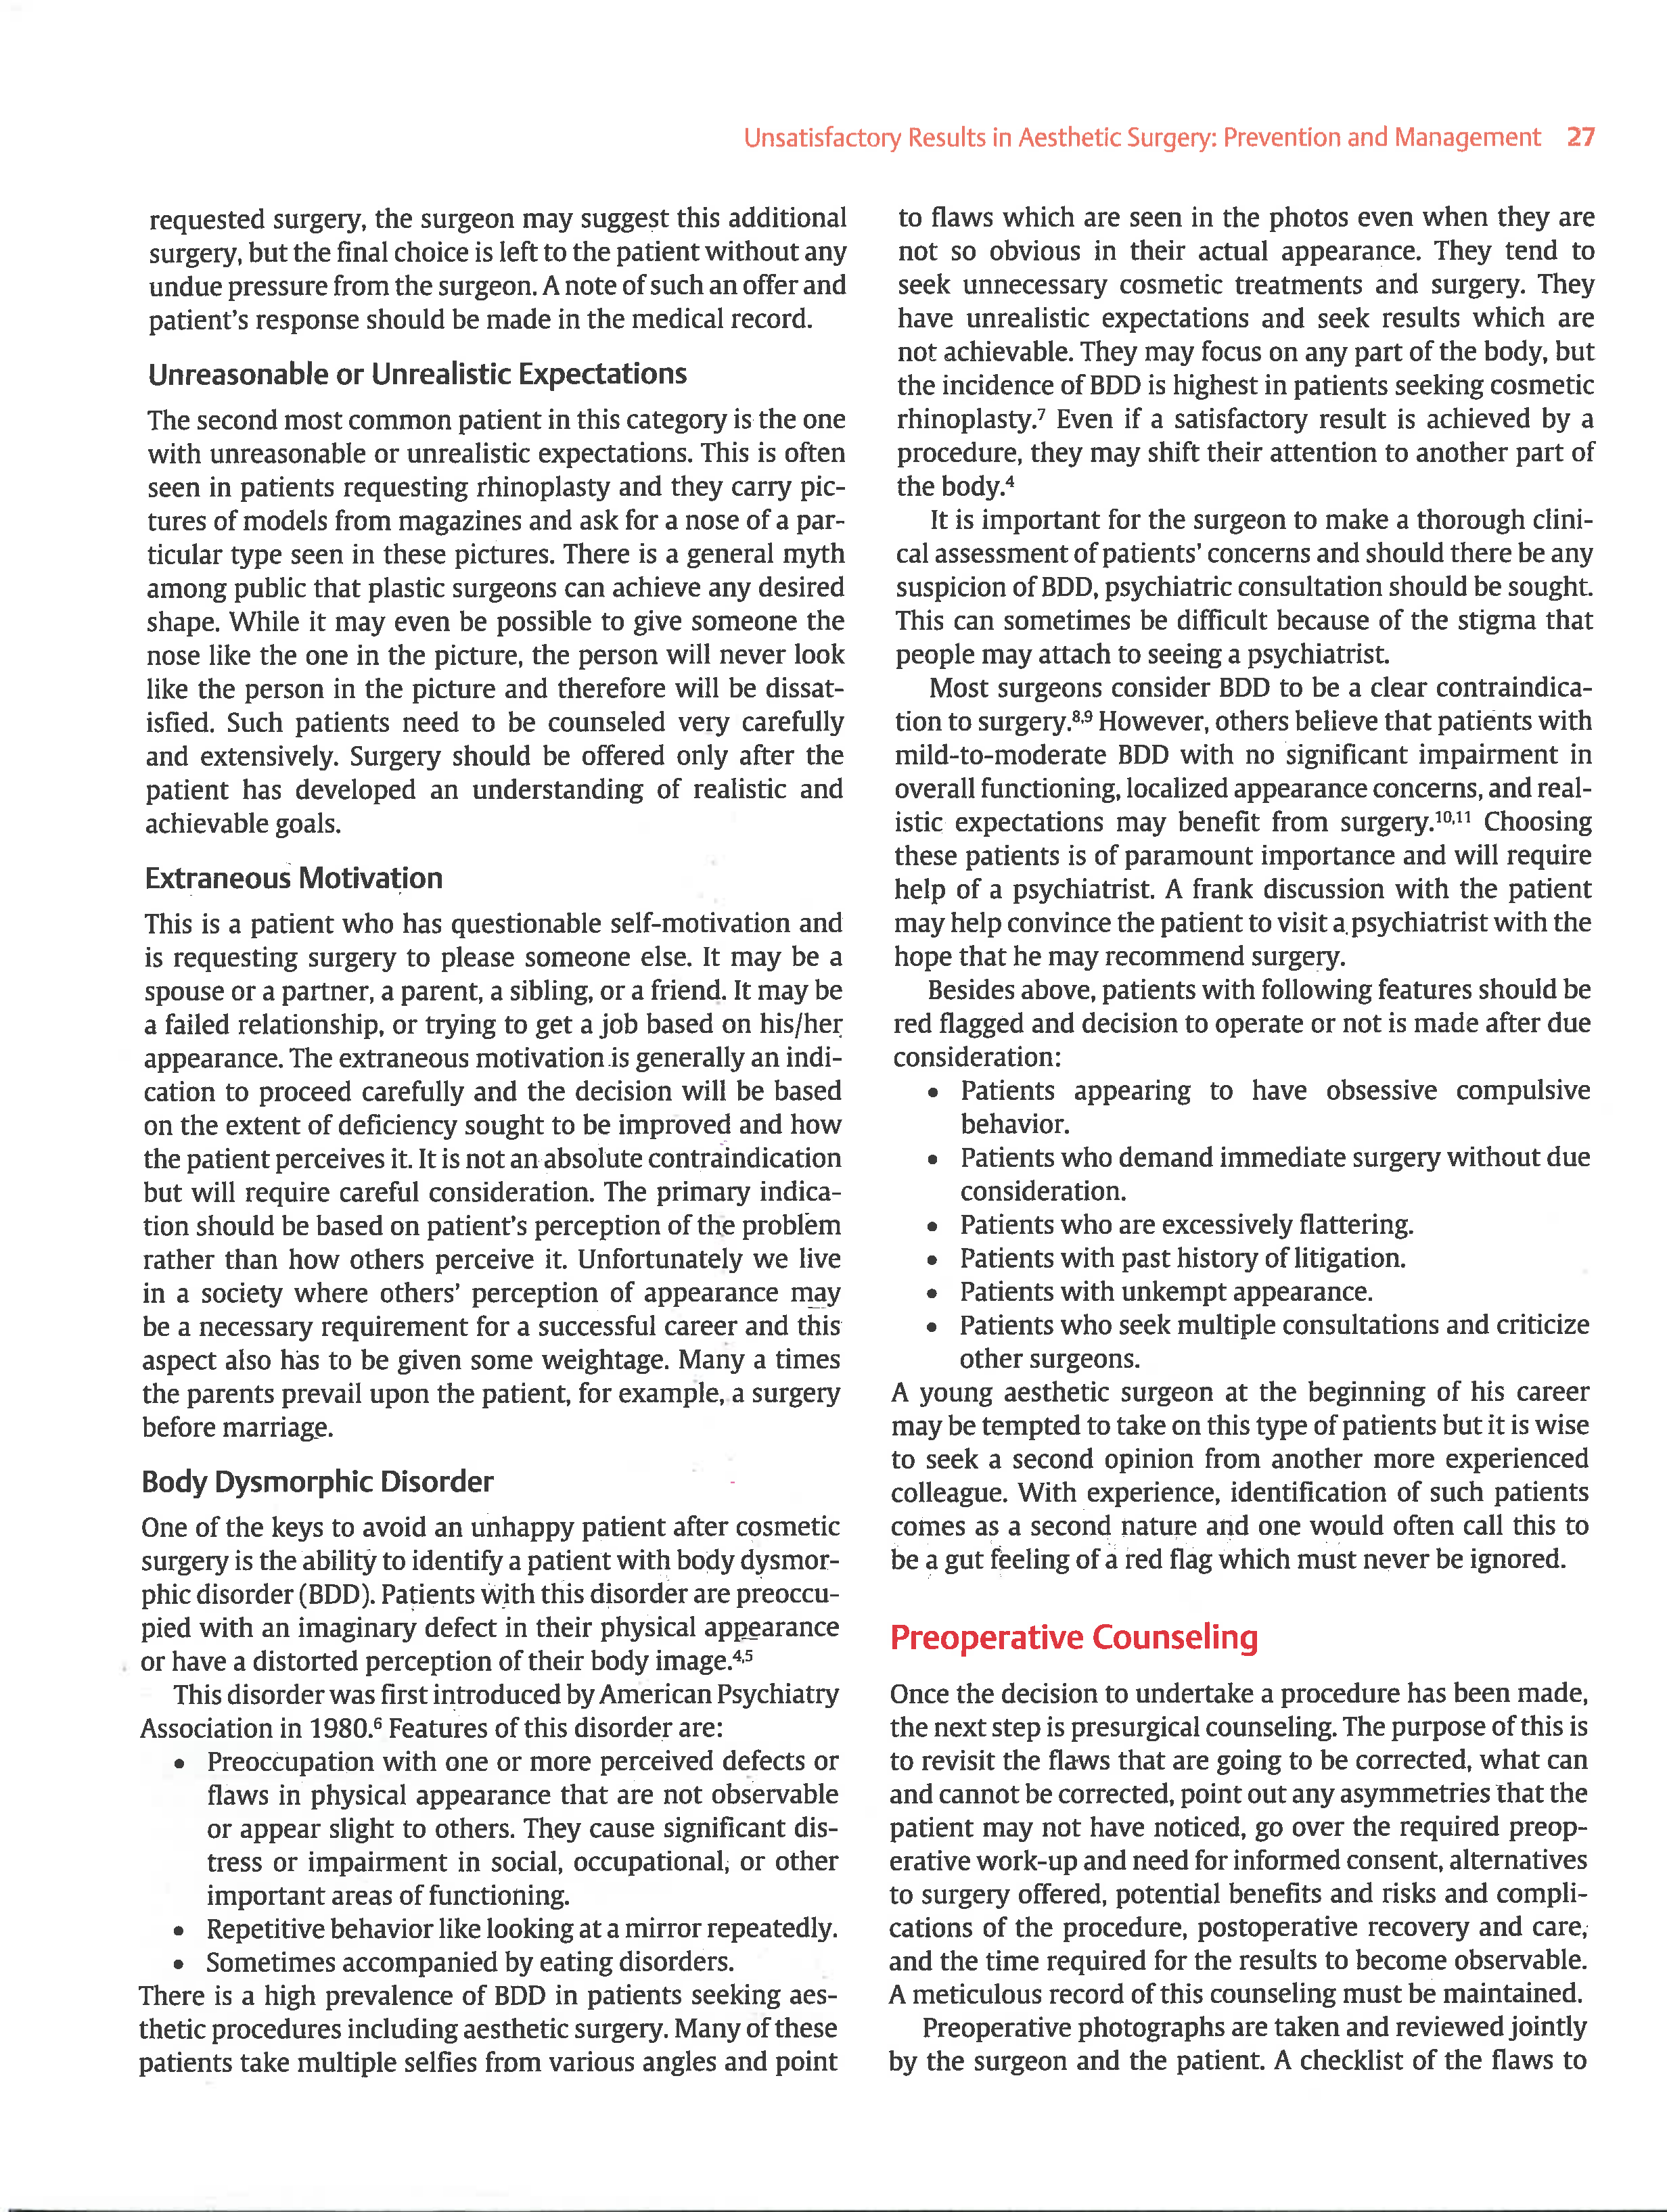 Unsatisfactory Results in Aesthetic Surgery: Prevention and Management 27
requested surgery, the surgeon may suggest this additional
surgery, but the final choice is left to the patient without any
undue pressure from the surgeon. A note of such an offer and
patient's response should be made in the medical record.
Unreasonable or Unrealistic Expectations
The second most common patient in this category is the one
with unreasonable or unrealistic expectations. This is often
seen in patients requesting rhinoplasty and they carry pic-
tures of models from magazines and ask for a nose of a par-
ticular type seen in these pictures. There is a general myth
among public that plastic surgeons can achieve any desired
shape. While it may even be possible to give someone the
nose like the one in the picture, the person will never look
like the person in the picture and therefore will be dissat-
isfied. Such patients need to be counseled very carefully
and extensively. Surgery should be offered only after the
patient has developed an understanding of realistic and
achievable goals.
Extraneous Motivation
This is a patient who has questionable self-motivation and
is requesting surgery to please someone else. It may be a
spouse or a partner, a parent, a sibling, or a friend. It may be
a failed relationship, or trying to get a job based on his/her
appearance. The extraneous motivation is generally an indi-
cation to proceed carefully and the decision will be based
on the extent of deficiency sought to be improved and how
the patient perceives it. It is not an absolute contraindication
but will require careful consideration. The primary indica-
tion should be based on patient's perception of the problem
rather than how others perceive it. Unfortunately we live
in a society where others' perception of appearance may
be a necessary requirement for a successful career and this
aspect also has to be given some weightage. Many a times
the parents prevail upon the patient, for example, a surgery
before marriage.
Body Dysmorphic Disorder
One of the keys to avoid an unhappy patient after cosmetic
surgery is the ability to identify a patient with body dysmor-
phic disorder (BDD). Patients with this disorder are preoccu-
pied with an imaginary defect in their physical appearance
or have a distorted perception of their body image.⁴,⁵
This disorder was first introduced by American Psychiatry
Association in 1980.⁶ Features of this disorder are:
• Preoccupation with one or more perceived defects or
flaws in physical appearance that are not observable
or appear slight to others. They cause significant dis-
tress or impairment in social, occupational, or other
important areas of functioning.
• Repetitive behavior like looking at a mirror repeatedly.
• Sometimes accompanied by eating disorders.
There is a high prevalence of BDD in patients seeking aes-
thetic procedures including aesthetic surgery. Many of these
patients take multiple selfies from various angles and point
to flaws which are seen in the photos even when they are
not so obvious in their actual appearance. They tend to
seek unnecessary cosmetic treatments and surgery. They
have unrealistic expectations and seek results which are
not achievable. They may focus on any part of the body, but
the incidence of BDD is highest in patients seeking cosmetic
rhinoplasty.⁷ Even if a satisfactory result is achieved by a
procedure, they may shift their attention to another part of
the body.⁴
It is important for the surgeon to make a thorough clini-
cal assessment of patients' concerns and should there be any
suspicion of BDD, psychiatric consultation should be sought.
This can sometimes be difficult because of the stigma that
people may attach to seeing a psychiatrist.
Most surgeons consider BDD to be a clear contraindica-
tion to surgery.⁸,⁹ However, others believe that patients with
mild-to-moderate BDD with no significant impairment in
overall functioning, localized appearance concerns, and real-
istic expectations may benefit from surgery.¹⁰,¹¹ Choosing
these patients is of paramount importance and will require
help of a psychiatrist. A frank discussion with the patient
may help convince the patient to visit a psychiatrist with the
hope that he may recommend surgery.
Besides above, patients with following features should be
red flagged and decision to operate or not is made after due
consideration:
• Patients appearing to have obsessive compulsive
behavior.
• Patients who demand immediate surgery without due
consideration.
• Patients who are excessively flattering.
• Patients with past history of litigation.
• Patients with unkempt appearance.
• Patients who seek multiple consultations and criticize
other surgeons.
A young aesthetic surgeon at the beginning of his career
may be tempted to take on this type of patients but it is wise
to seek a second opinion from another more experienced
colleague. With experience, identification of such patients
comes as a second nature and one would often call this to
be a gut feeling of a red flag which must never be ignored.
Preoperative Counseling
Once the decision to undertake a procedure has been made,
the next step is presurgical counseling. The purpose of this is
to revisit the flaws that are going to be corrected, what can
and cannot be corrected, point out any asymmetries that the
patient may not have noticed, go over the required preop-
erative work-up and need for informed consent, alternatives
to surgery offered, potential benefits and risks and compli-
cations of the procedure, postoperative recovery and care,
and the time required for the results to become observable.
A meticulous record of this counseling must be maintained.
Preoperative photographs are taken and reviewed jointly
by the surgeon and the patient. A checklist of the flaws to